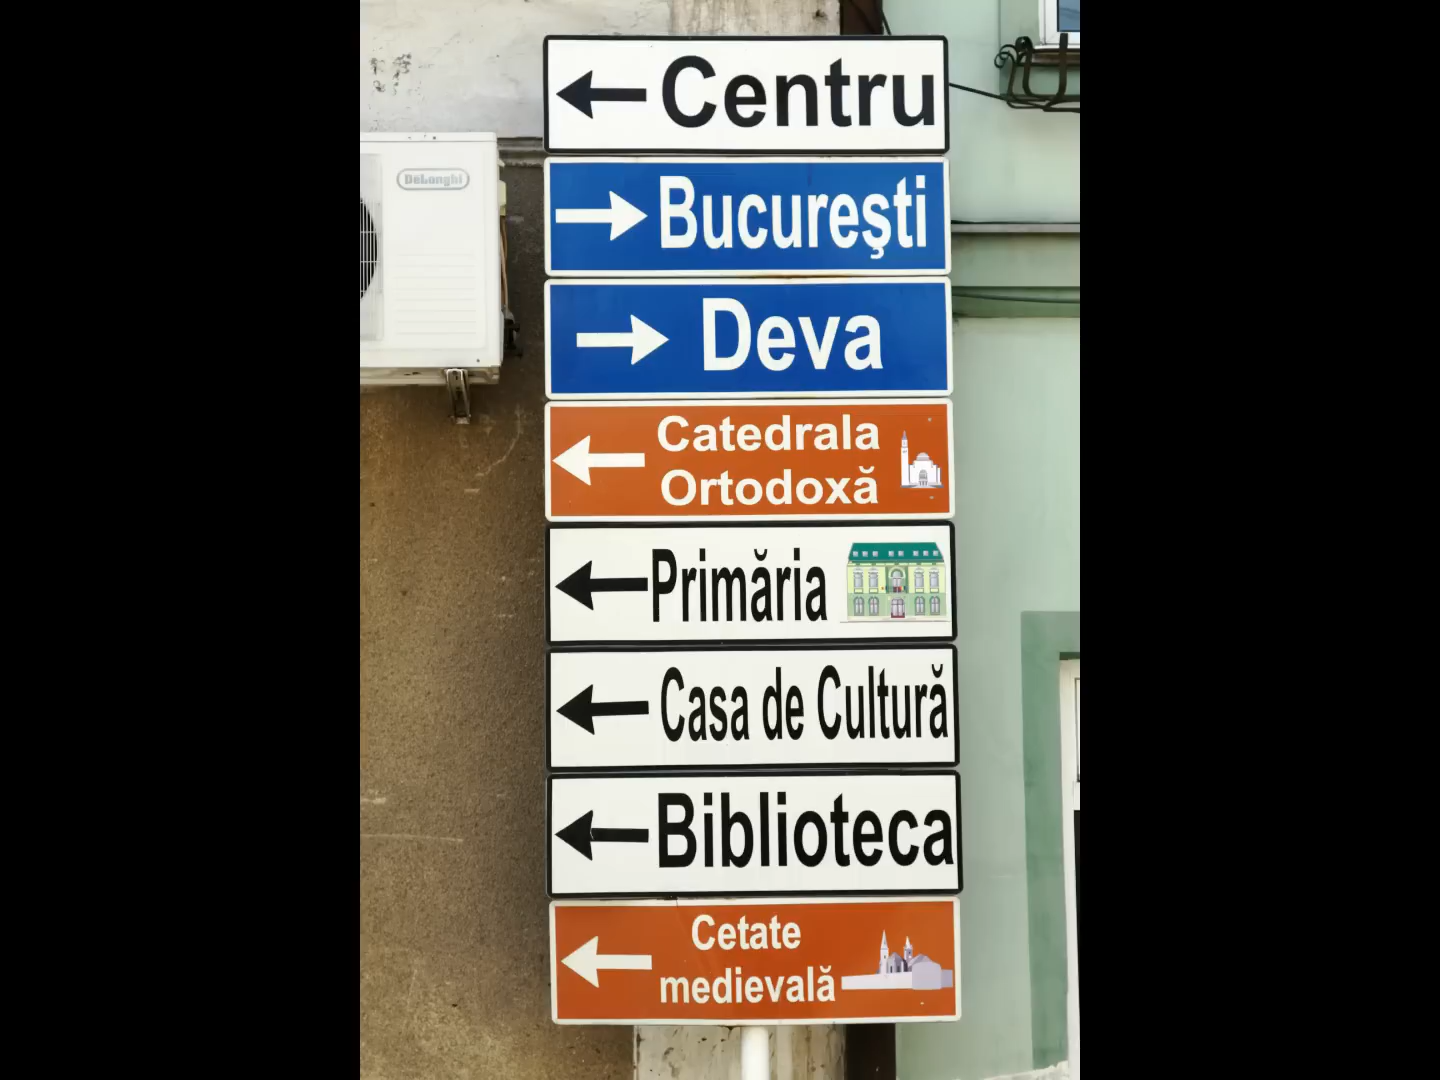 Centru
DeLonghi
Bucureşti
Deva
Catedrala
Ortodoxă
Primăria
Casa de Cultură
Biblioteca
Cetate
medievală